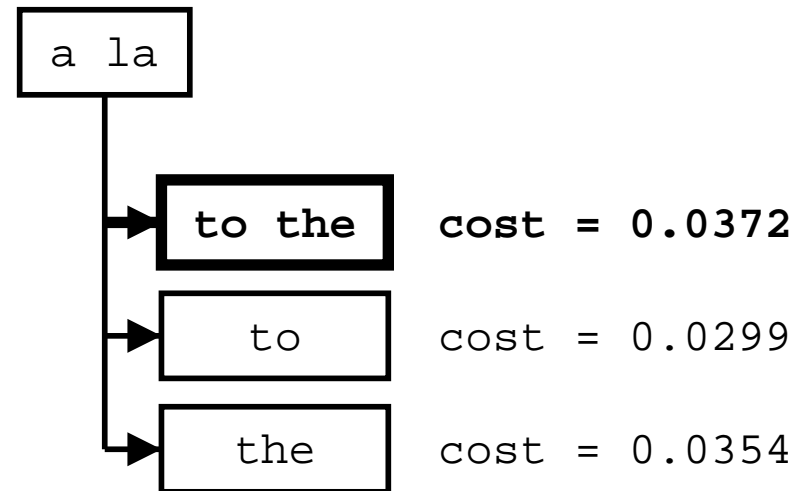 a la
to the cost = 0.0372
to cost = 0.0299
the cost = 0.0354